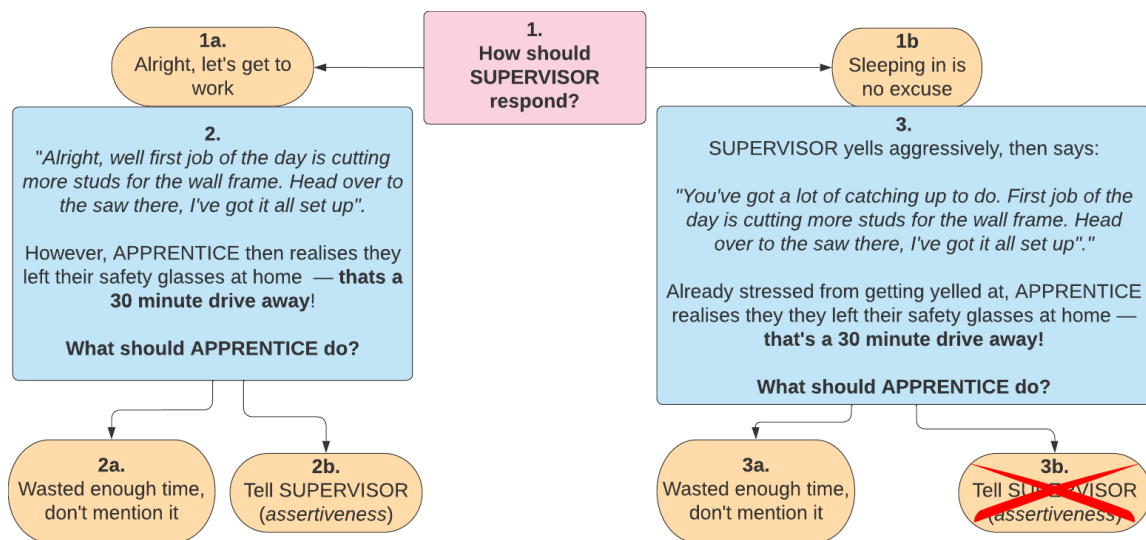 1.
How should
SUPERVISOR
respond?
1a.
Alright, let's get to
work
1b
Sleeping in is
no excuse
2.
"Alright, well first job of the day is cutting
more studs for the wall frame. Head over to
the saw there, I've got it all set up".
However, APPRENTICE then realises they
left their safety glasses at home — thats a
30 minute drive away!
What should APPRENTICE do?
3.
SUPERVISOR yells aggressively, then says:
"You've got a lot of catching up to do. First job of the
day is cutting more studs for the wall frame. Head
over to the saw there, I've got it all set up"."
Already stressed from getting yelled at, APPRENTICE
realises they they left their safety glasses at home —
that's a 30 minute drive away!
What should APPRENTICE do?
2a.
Wasted enough time,
don't mention it
2b.
Tell SUPERVISOR
(assertiveness)
3a.
Wasted enough time,
don't mention it
3b.
Tell SUPERVISOR
(assertiveness)